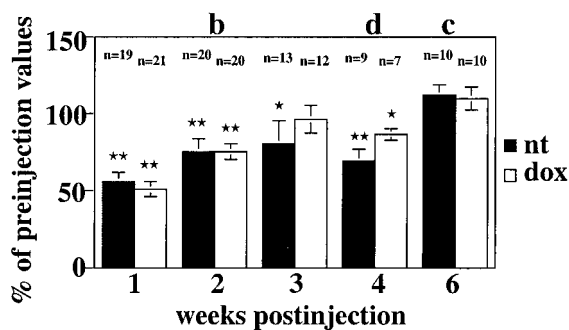 b d c
% of preinjection values
150
100
50
0
n=19 n=21 n=20 n=20 n=13 n=12 n=9 n=7 n=10 n=10
★★ ★★ ★★ ★★ ★ ★★ ★
nt
dox
1 2 3 4 6
weeks postinjection